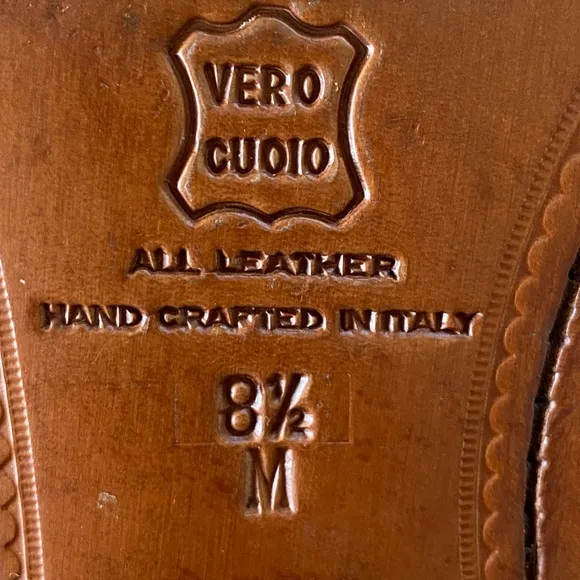 VERO
CUOIO
ALL LEATHER
HAND CRAFTED IN ITALY
8½
M